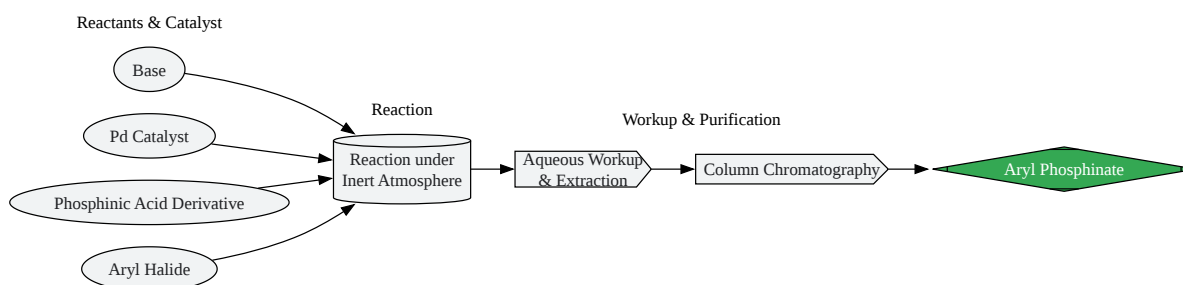 Reactants & Catalyst
Base
Pd Catalyst
Phosphinic Acid Derivative
Aryl Halide
Reaction
Reaction under
Inert Atmosphere
Workup & Purification
Aqueous Workup
& Extraction
Column Chromatography
Aryl Phosphinate